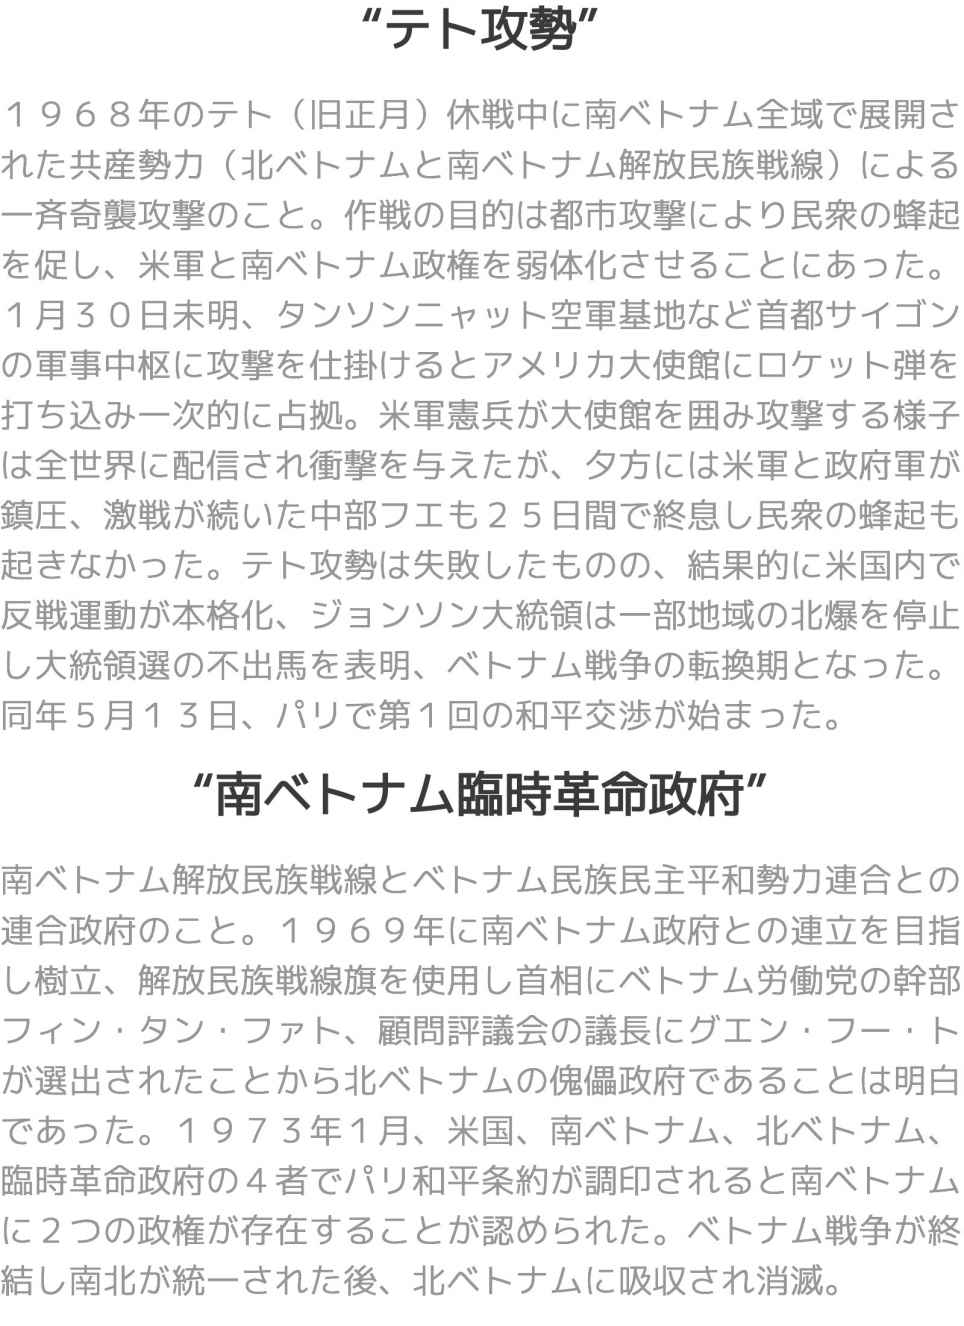 “テト攻勢”
１９６８年のテト（旧正月）休戦中に南ベトナム全域で展開さ
れた共産勢力（北ベトナムと南ベトナム解放民族戦線）による
一斉奇襲攻撃のこと。作戦の目的は都市攻撃により民衆の蜂起
を促し、米軍と南ベトナム政権を弱体化させることにあった。
１月３０日未明、タンソンニャット空軍基地など首都サイゴン
の軍事中枢に攻撃を仕掛けるとアメリカ大使館にロケット弾を
打ち込み一次的に占拠。米軍憲兵が大使館を囲み攻撃する様子
は全世界に配信され衝撃を与えたが、夕方には米軍と政府軍が
鎮圧、激戦が続いた中部フエも２５日間で終息し民衆の蜂起も
起きなかった。テト攻勢は失敗したものの、結果的に米国内で
反戦運動が本格化、ジョンソン大統領は一部地域の北爆を停止
し大統領選の不出馬を表明、ベトナム戦争の転換期となった。
同年５月１３日、パリで第１回の和平交渉が始まった。
“南ベトナム臨時革命政府”
南ベトナム解放民族戦線とベトナム民族民主平和勢力連合との
連合政府のこと。１９６９年に南ベトナム政府との連立を目指
し樹立、解放民族戦線旗を使用し首相にベトナム労働党の幹部
フィン・タン・ファト、顧問評議会の議長にグエン・フー・ト
が選出されたことから北ベトナムの傀儡政府であることは明白
であった。１９７３年１月、米国、南ベトナム、北ベトナム、
臨時革命政府の４者でパリ和平条約が調印されると南ベトナム
に２つの政権が存在することが認められた。ベトナム戦争が終
結し南北が統一された後、北ベトナムに吸収され消滅。